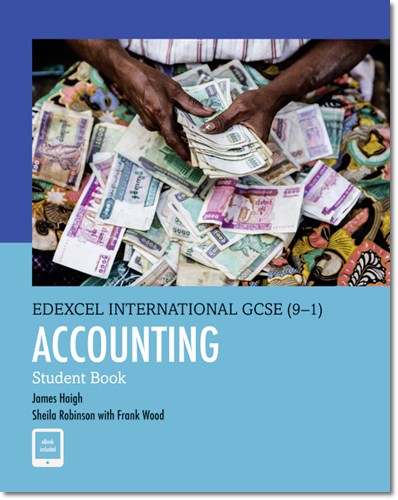 EDEXCEL INTERNATIONAL GCSE (9–1)
ACCOUNTING
Student Book
James Haigh
Sheila Robinson with Frank Wood
eBook
included